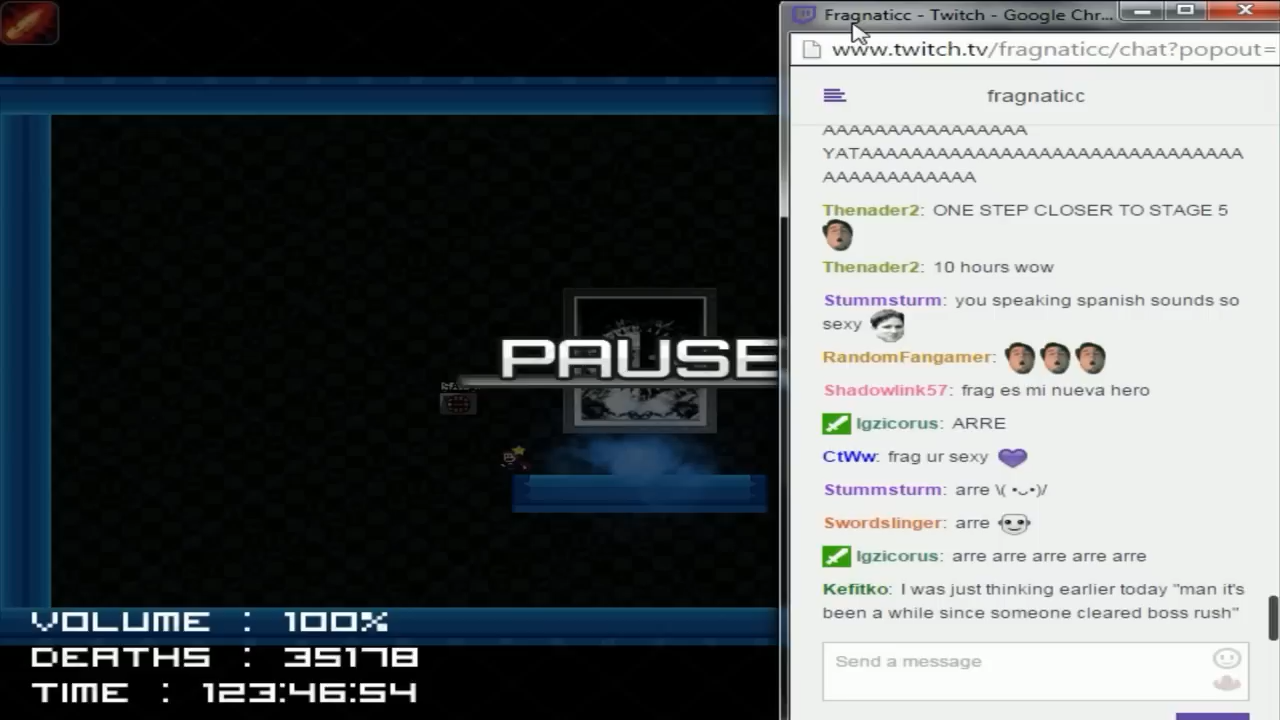 Fragnaticc - Twitch - Google Chr...
www.twitch.tv/fragnaticc/chat?popout=
fragnaticc
AAAAAAAAAAAAAAAA
YATAAAAAAAAAAAAAAAAAAAAAAAAAAAAAA
AAAAAAAAAAAA
Thenader2: ONE STEP CLOSER TO STAGE 5
Thenader2: 10 hours wow
Stummsturm: you speaking spanish sounds so
sexy
RandomFangamer:
Shadowlink57: frag es mi nueva hero
Igzicorus: ARRE
CtWw: frag ur sexy
Stummsturm: arre \( •⌣•)/
Swordslinger: arre
Igzicorus: arre arre arre arre arre
Kefitko: I was just thinking earlier today "man it's
been a while since someone cleared boss rush"
Send a message
PAUSE
VOLUME : 100%
DEATHS : 35178
TIME : 123:46:54